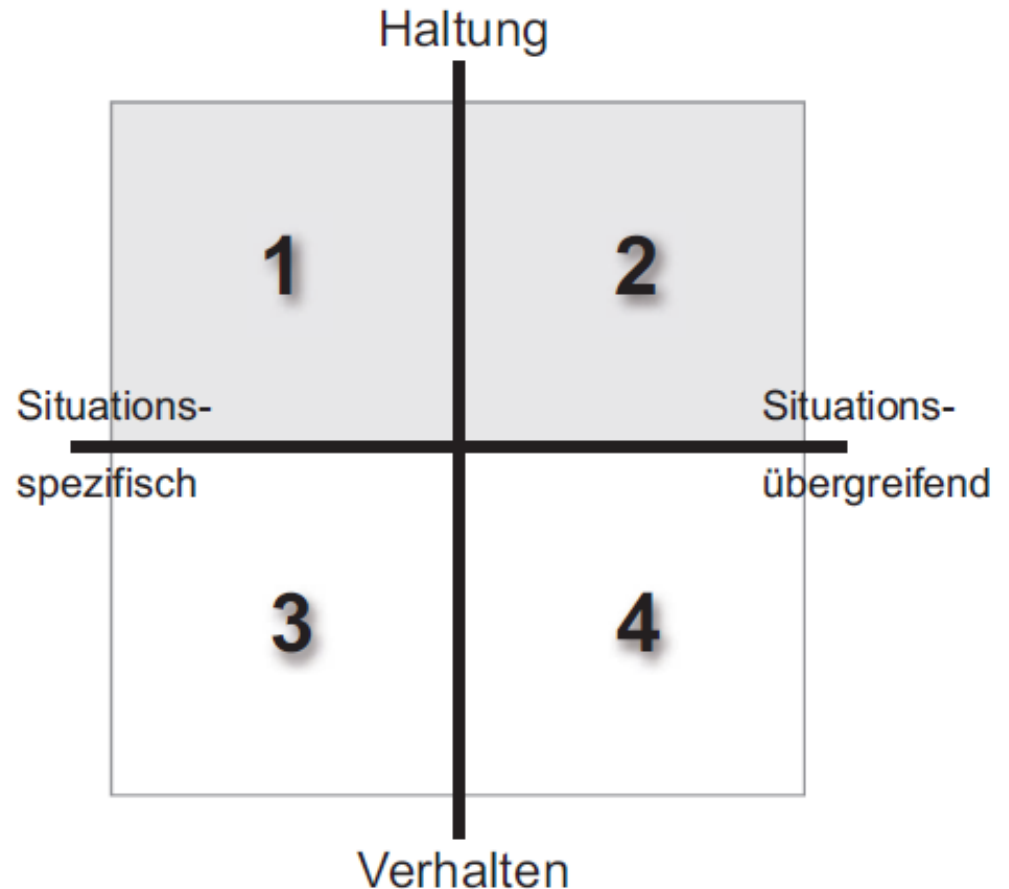 Haltung
1
2
Situations-
spezifisch
Situations-
übergreifend
3
4
Verhalten